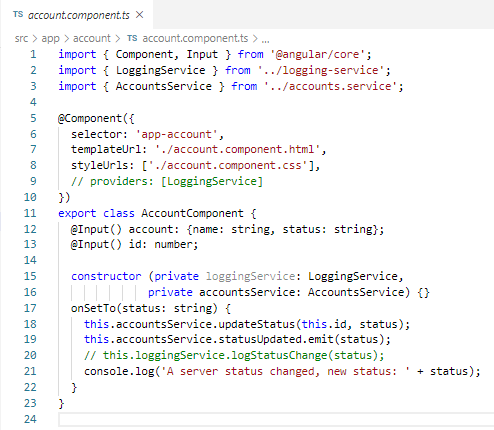 TS account.component.ts ×
src > app > account > TS account.component.ts > ...
1 import { Component, Input } from '@angular/core';
2 import { LoggingService } from '../logging-service';
3 import { AccountsService } from '../accounts.service';
4
5 @Component({
6   selector: 'app-account',
7   templateUrl: './account.component.html',
8   styleUrls: ['./account.component.css'],
9   // providers: [LoggingService]
10 })
11 export class AccountComponent {
12   @Input() account: {name: string, status: string};
13   @Input() id: number;
14
15   constructor (private loggingService: LoggingService,
16                private accountsService: AccountsService) {}
17   onSetTo(status: string) {
18     this.accountsService.updateStatus(this.id, status);
19     this.accountsService.statusUpdated.emit(status);
20     // this.loggingService.logStatusChange(status);
21     console.log('A server status changed, new status: ' + status);
22   }
23 }
24